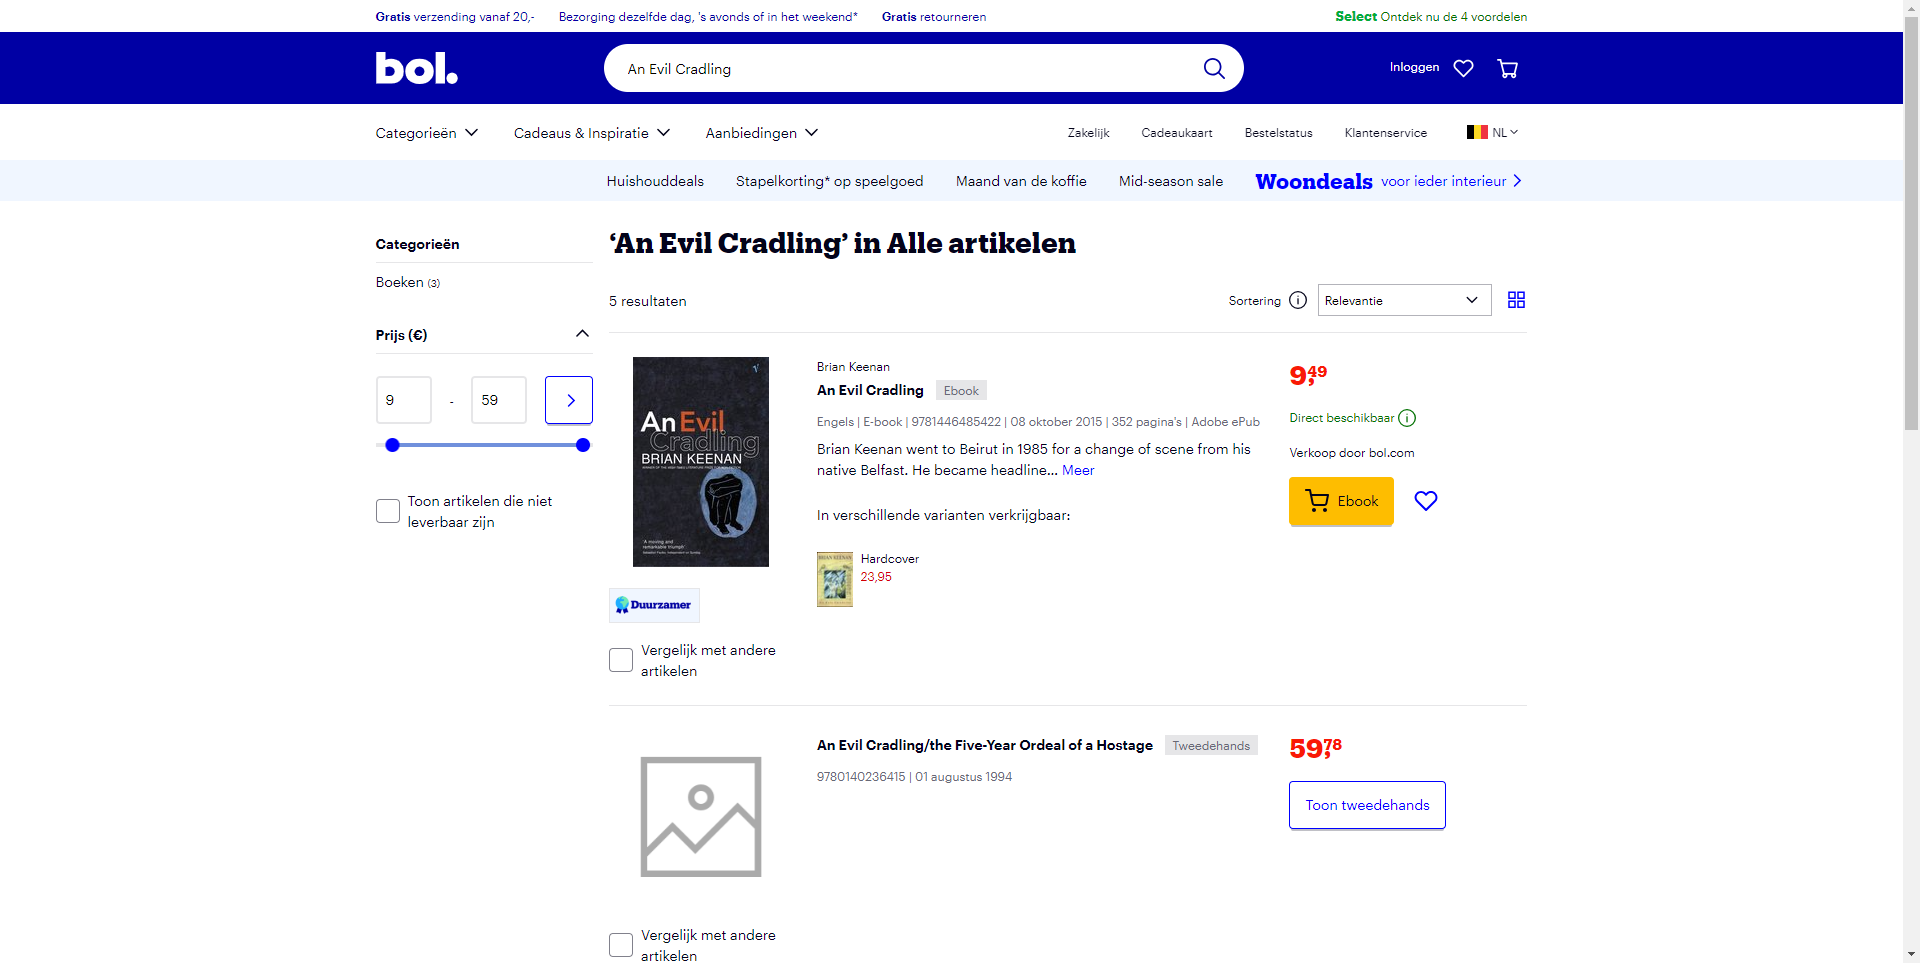 Gratis verzending vanaf 20,-
Bezorging dezelfde dag, 's avonds of in het weekend*
Gratis retourneren
Select Ontdek nu de 4 voordelen
bol.
An Evil Cradling
Inloggen
Categorieën
Cadeaus & Inspiratie
Aanbiedingen
Zakelijk
Cadeaukaart
Bestelstatus
Klantenservice
NL
Huishouddeals
Stapelkorting* op speelgoed
Maand van de koffie
Mid-season sale
Woondeals voor ieder interieur
Categorieën
Boeken (3)
Prijs (€)
9 - 59
Toon artikelen die niet
leverbaar zijn
‘An Evil Cradling’ in Alle artikelen
5 resultaten
Sortering
Relevantie
An Evil
Cradling
BRIAN KEENAN
'A moving and
remarkable triumph'
Duurzamer
Vergelijk met andere
artikelen
Brian Keenan
An Evil Cradling Ebook
Engels | E-book | 9781446485422 | 08 oktober 2015 | 352 pagina's | Adobe ePub
Brian Keenan went to Beirut in 1985 for a change of scene from his
native Belfast. He became headline... Meer
In verschillende varianten verkrijgbaar:
BRIAN KEENAN
Hardcover
23,95
9,49
Direct beschikbaar
Verkoop door bol.com
Ebook
An Evil Cradling/the Five-Year Ordeal of a Hostage Tweedehands
9780140236415 | 01 augustus 1994
59,78
Toon tweedehands
Vergelijk met andere
artikelen